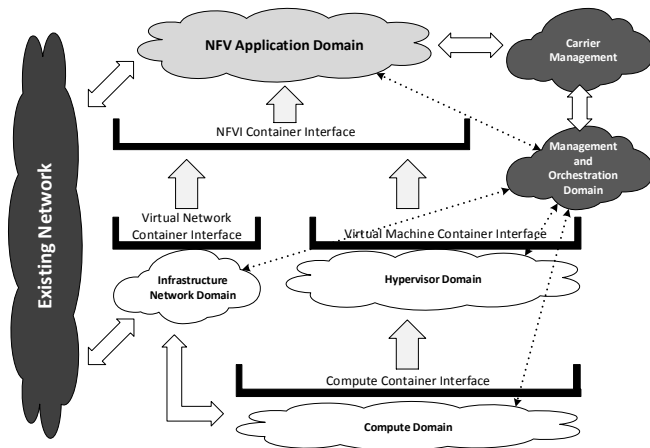 NFV Application Domain
Carrier
Management
NFVI Container Interface
Management
and
Orchestration
Domain
Existing Network
Virtual Network
Container Interface
Virtual Machine Container Interface
Infrastructure
Network Domain
Hypervisor Domain
Compute Container Interface
Compute Domain